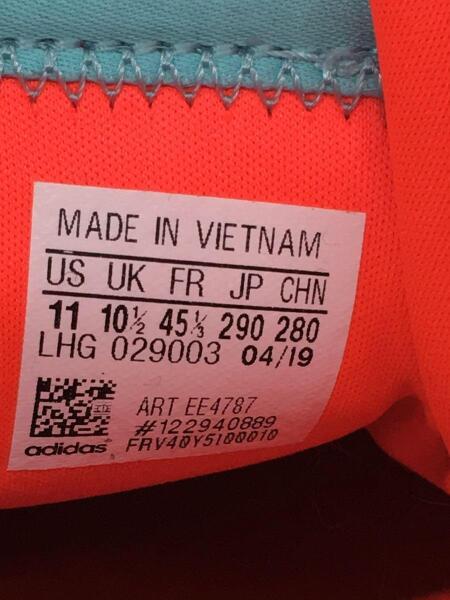 MADE IN VIETNAM
US UK FR JP CHN
11 10½ 45⅓ 290 280
LHG 029003 04/19
ART EE4787
#122940889
FRV40Y5100010
adidas